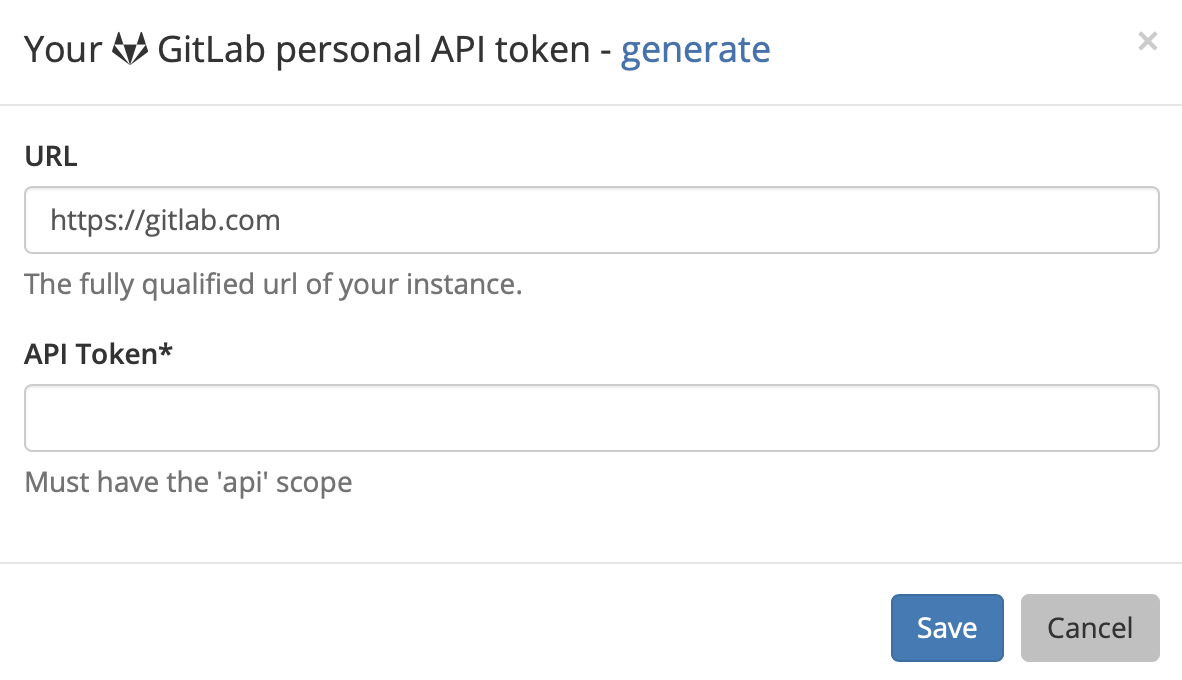 Your GitLab personal API token - generate
×
URL
https://gitlab.com
The fully qualified url of your instance.
API Token*
Must have the 'api' scope
Save Cancel